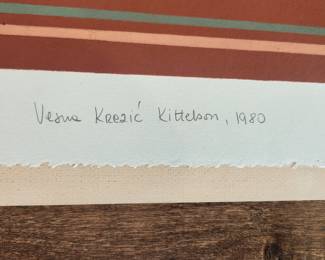 Vesna Krezić Kittelson, 1980